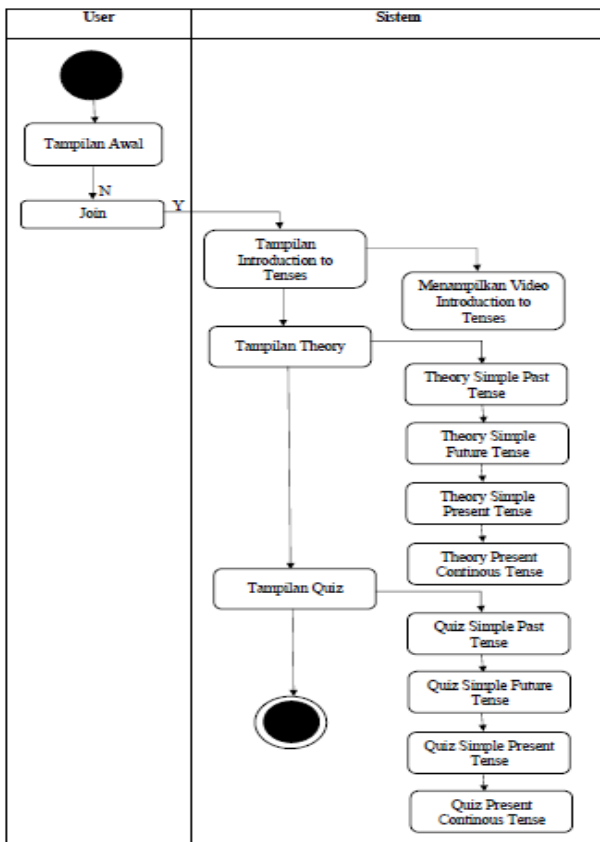 User
Sistem
Tampilan Awal
N
Join
Y
Tampilan
Introduction to
Tenses
Menampilkan Video
Introduction to
Tenses
Tampilan Theory
Theory Simple Past
Tense
Theory Simple
Future Tense
Theory Simple
Present Tense
Theory Present
Continous Tense
Tampilan Quiz
Quiz Simple Past
Tense
Quiz Simple Future
Tense
Quiz Simple Present
Tense
Quiz Present
Continous Tense